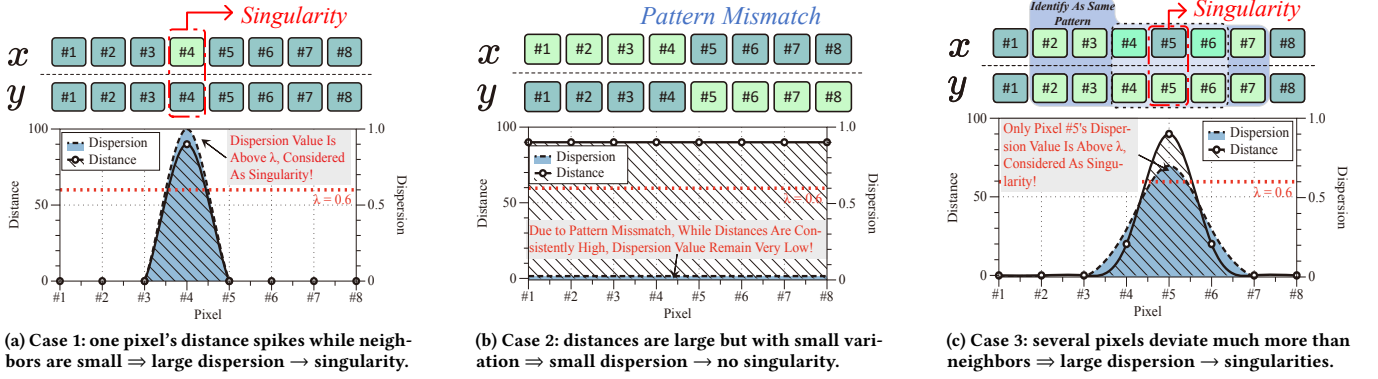 Singularity
x #1 #2 #3 #4 #5 #6 #7 #8
y #1 #2 #3 #4 #5 #6 #7 #8
100 1.0
Dispersion
Distance
Dispersion Value Is
Above λ, Considered
As Singularity!
λ = 0.6
50 0.5
0 0
Distance
Dispersion
#1 #2 #3 #4 #5 #6 #7 #8
Pixel
(a) Case 1: one pixel's distance spikes while neigh-
bors are small ⇒ large dispersion → singularity.
Pattern Mismatch
x #1 #2 #3 #4 #5 #6 #7 #8
y #1 #2 #3 #4 #5 #6 #7 #8
100 1.0
Dispersion
Distance
λ = 0.6
50 0.5
Due to Pattern Missmatch, While Distances Are Con-
sistently High, Dispersion Value Remain Very Low!
0 0
Distance
Dispersion
#1 #2 #3 #4 #5 #6 #7 #8
Pixel
(b) Case 2: distances are large but with small vari-
ation ⇒ small dispersion → no singularity.
Identify As Same
Pattern
Singularity
x #1 #2 #3 #4 #5 #6 #7 #8
y #1 #2 #3 #4 #5 #6 #7 #8
100 1.0
Only Pixel #5's Disper-
sion Value Is Above λ,
Considered As Singu-
larity!
Dispersion
Distance
λ = 0.6
50 0.5
0 0
Distance
Dispersion
#1 #2 #3 #4 #5 #6 #7 #8
Pixel
(c) Case 3: several pixels deviate much more than
neighbors ⇒ large dispersion → singularities.